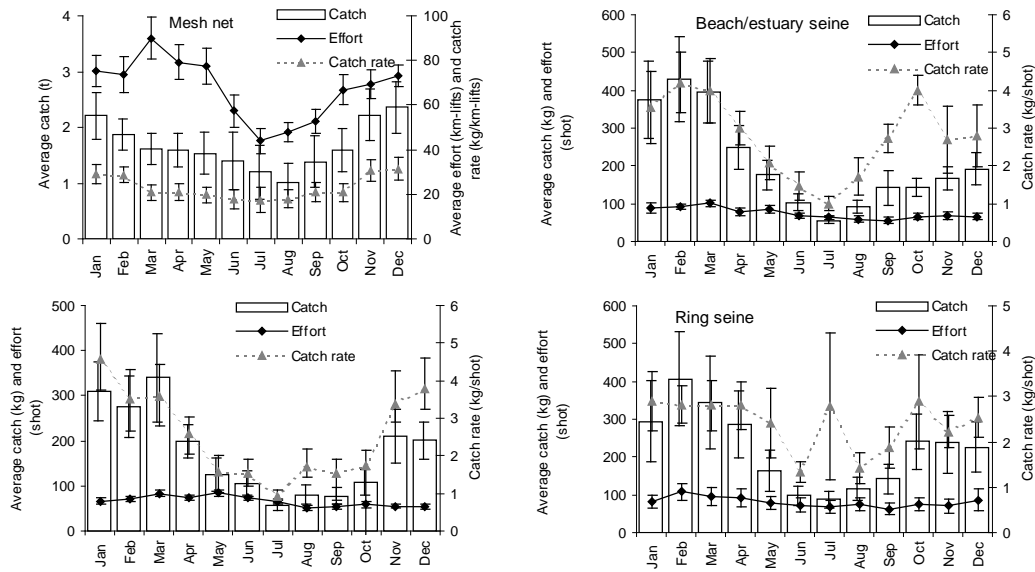 Mesh net
Catch
Effort
Catch rate
Average catch (t)
Average effort (km-lifts) and catch
rate (kg/km-lifts)
4
3
2
1
0
100
80
60
40
20
0
Jan Feb Mar Apr May Jun Jul Aug Sep Oct Nov Dec
Beach/estuary seine
Catch
Effort
Catch rate
Average catch (kg) and effort
(shot)
Catch rate (kg/shot)
600
500
400
300
200
100
0
6
5
4
3
2
1
0
Jan Feb Mar Apr May Jun Jul Aug Sep Oct Nov Dec
Catch
Effort
Catch rate
Average catch (kg) and effort
(shot)
Catch rate (kg/shot)
500
400
300
200
100
0
6
5
4
3
2
1
0
Jan Feb Mar Apr May Jun Jul Aug Sep Oct Nov Dec
Ring seine
Catch
Effort
Catch rate
Average catch (kg) and effort
(shot)
Catch rate (kg/shot)
600
500
400
300
200
100
0
5
4
3
2
1
0
Jan Feb Mar Apr May Jun Jul Aug Sep Oct Nov Dec